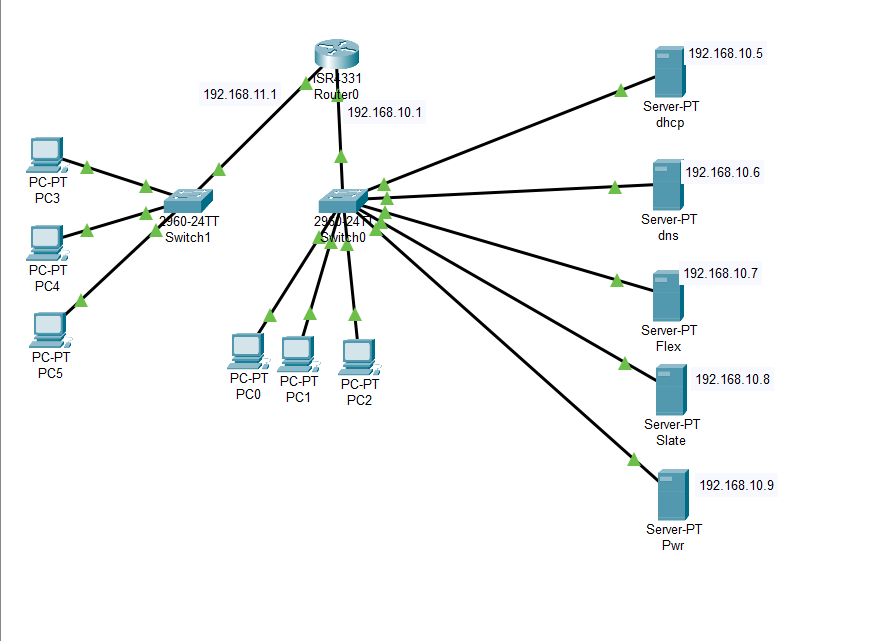 ISR4331
Router0
192.168.11.1
192.168.10.1
PC-PT
PC3
PC-PT
PC4
PC-PT
PC5
2960-24TT
Switch1
2960-24TT
Switch0
PC-PT
PC0
PC-PT
PC1
PC-PT
PC2
192.168.10.5
Server-PT
dhcp
192.168.10.6
Server-PT
dns
192.168.10.7
Server-PT
Flex
192.168.10.8
Server-PT
Slate
192.168.10.9
Server-PT
Pwr